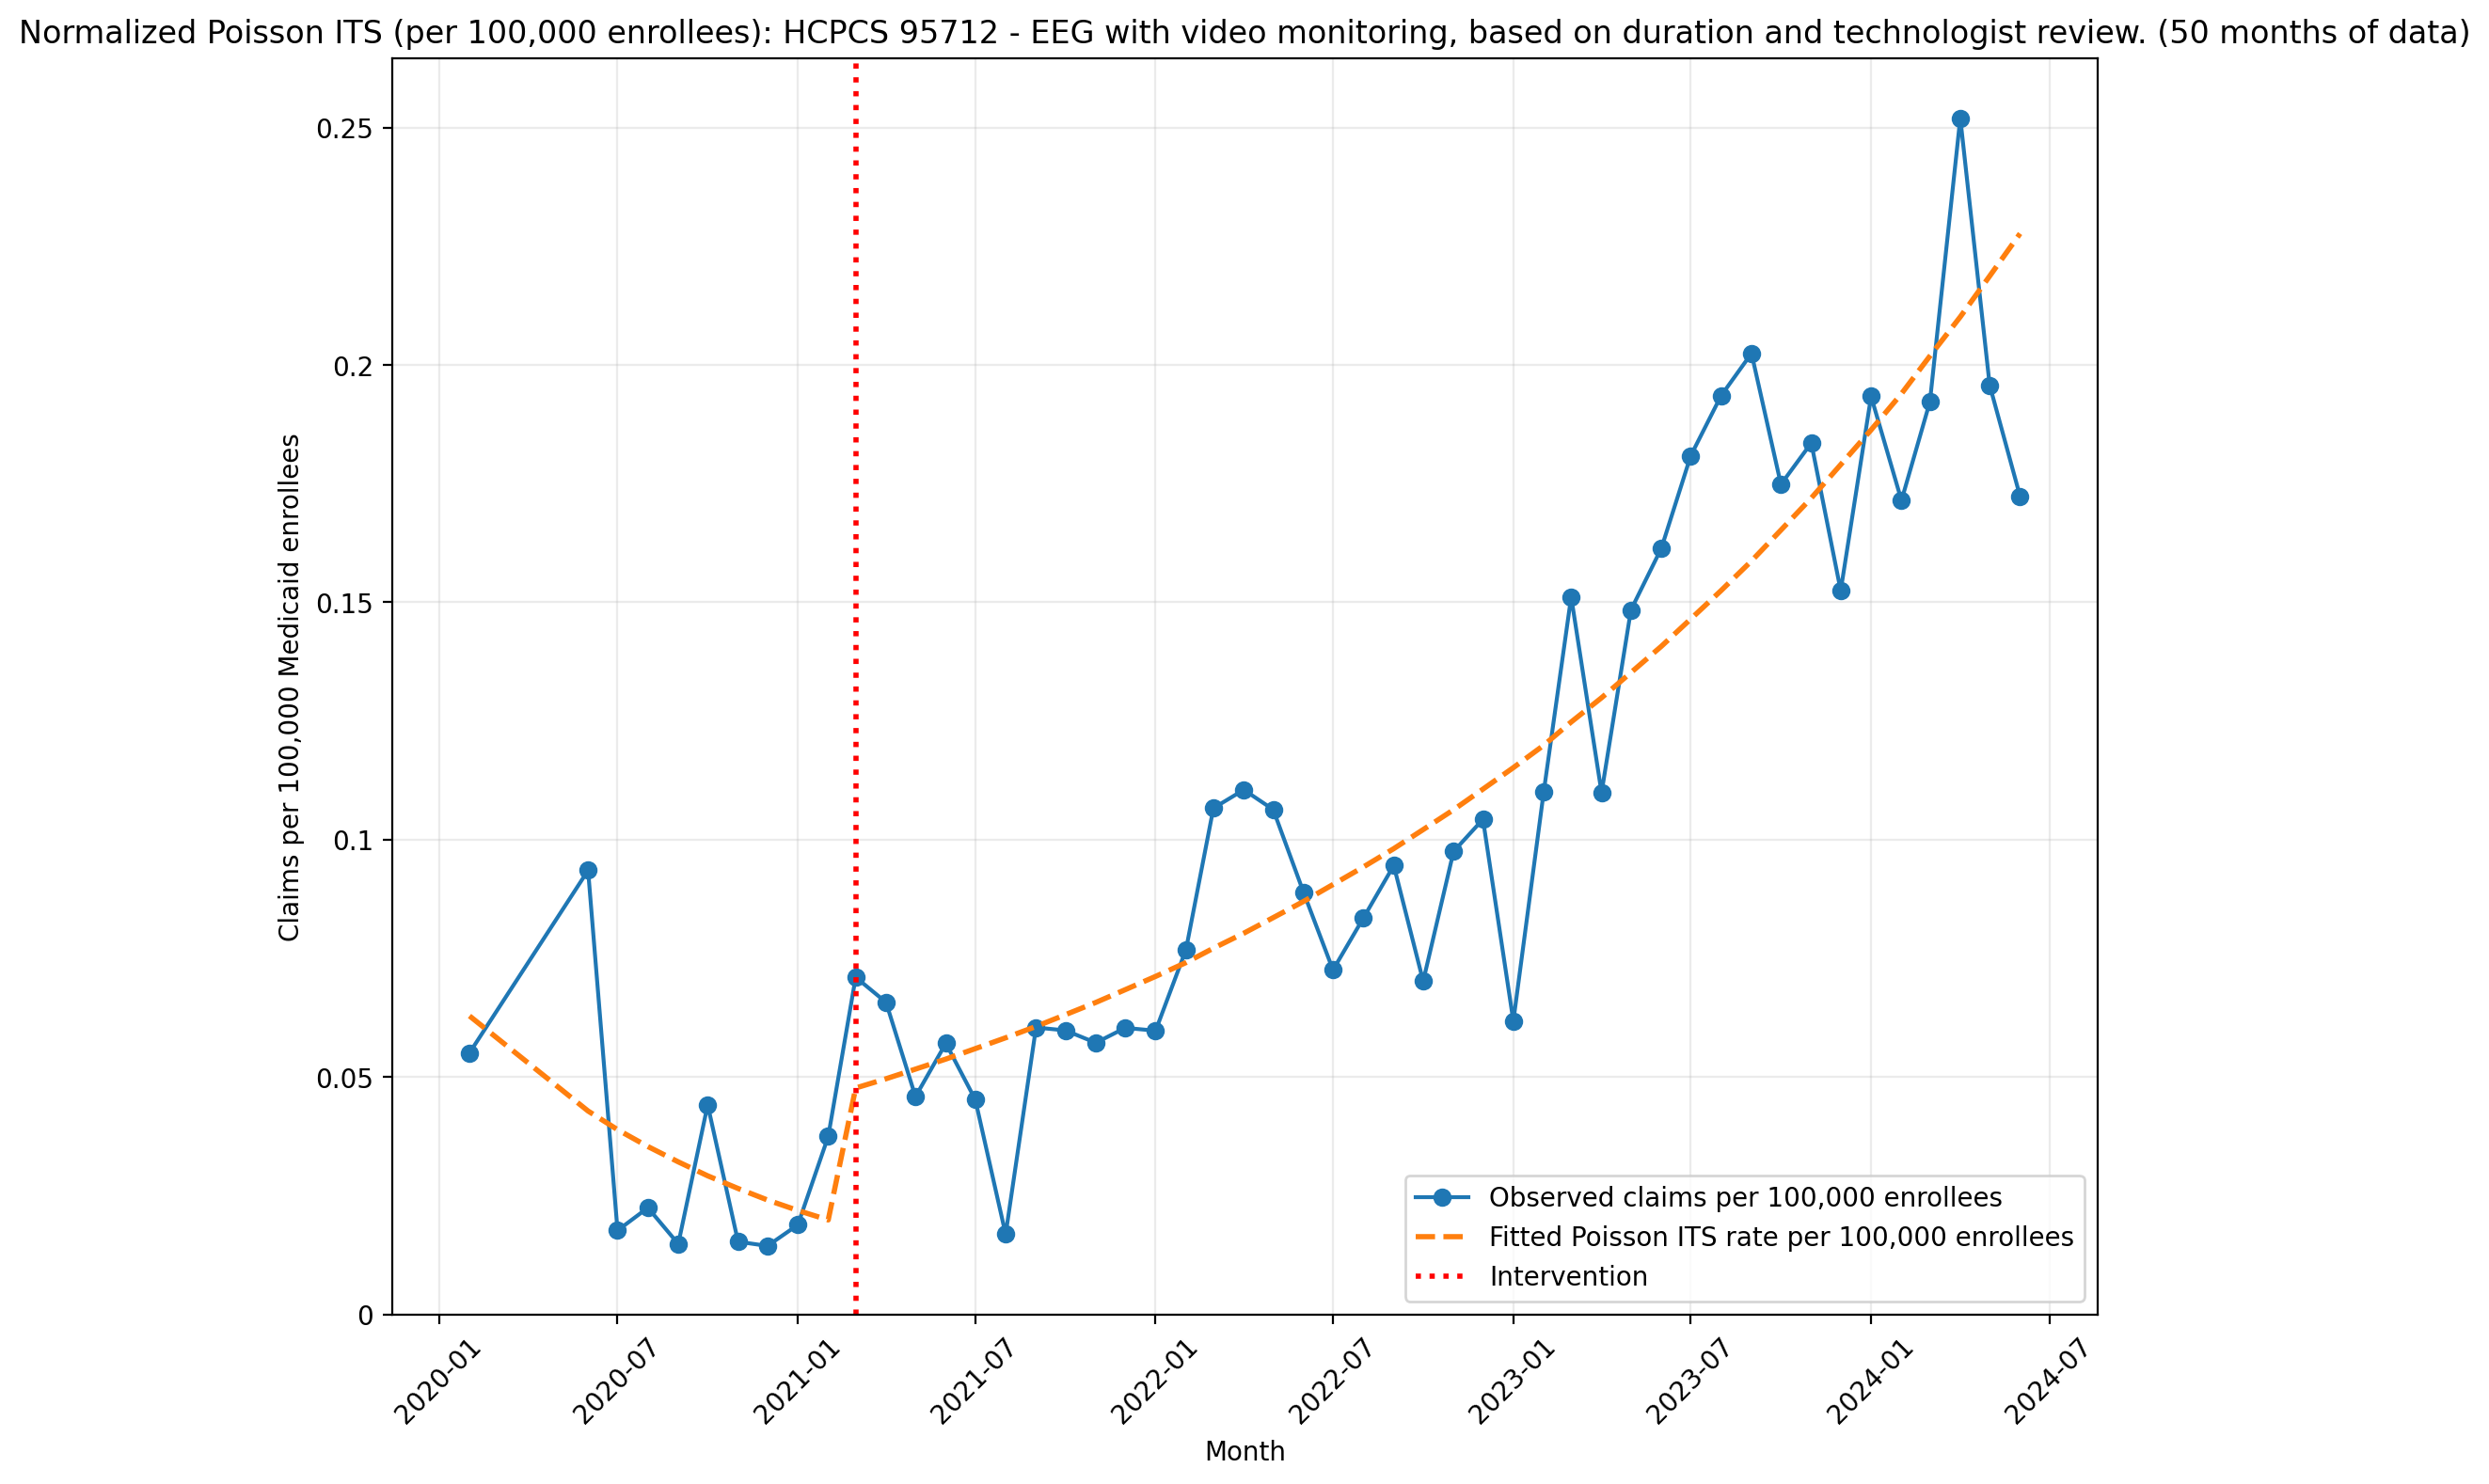 Normalized Poisson ITS (per 100,000 enrollees): HCPCS 95712 - EEG with video monitoring, based on duration and technologist review. (50 months of data)
Claims per 100,000 Medicaid enrollees
0.25
0.2
0.15
0.1
0.05
0
Observed claims per 100,000 enrollees
Fitted Poisson ITS rate per 100,000 enrollees
Intervention
2020-01
2020-07
2021-01
2021-07
2022-01
2022-07
2023-01
2023-07
2024-01
2024-07
Month